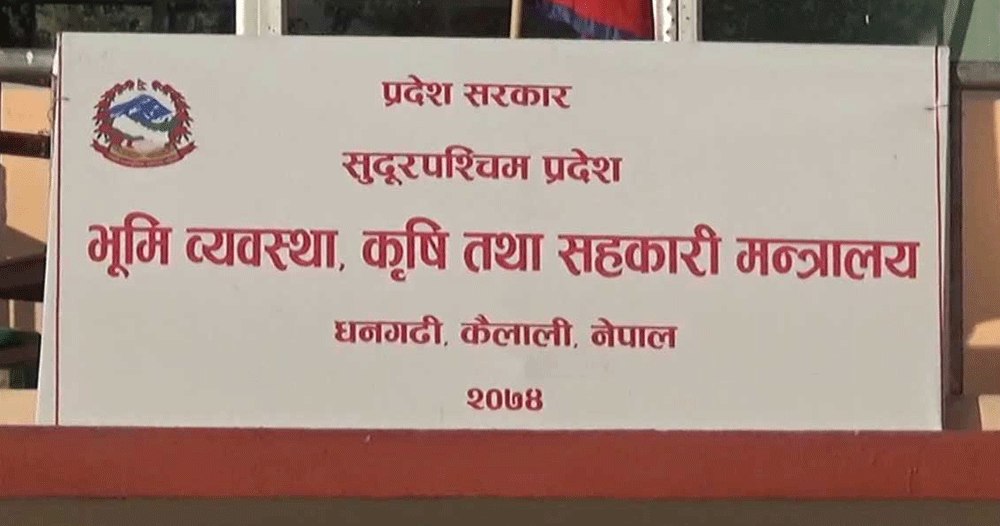 प्रदेश सरकार
सुदूरपश्चिम प्रदेश
भूमि व्यवस्था, कृषि तथा सहकारी मन्त्रालय
धनगढी, कैलाली, नेपाल
२०७४